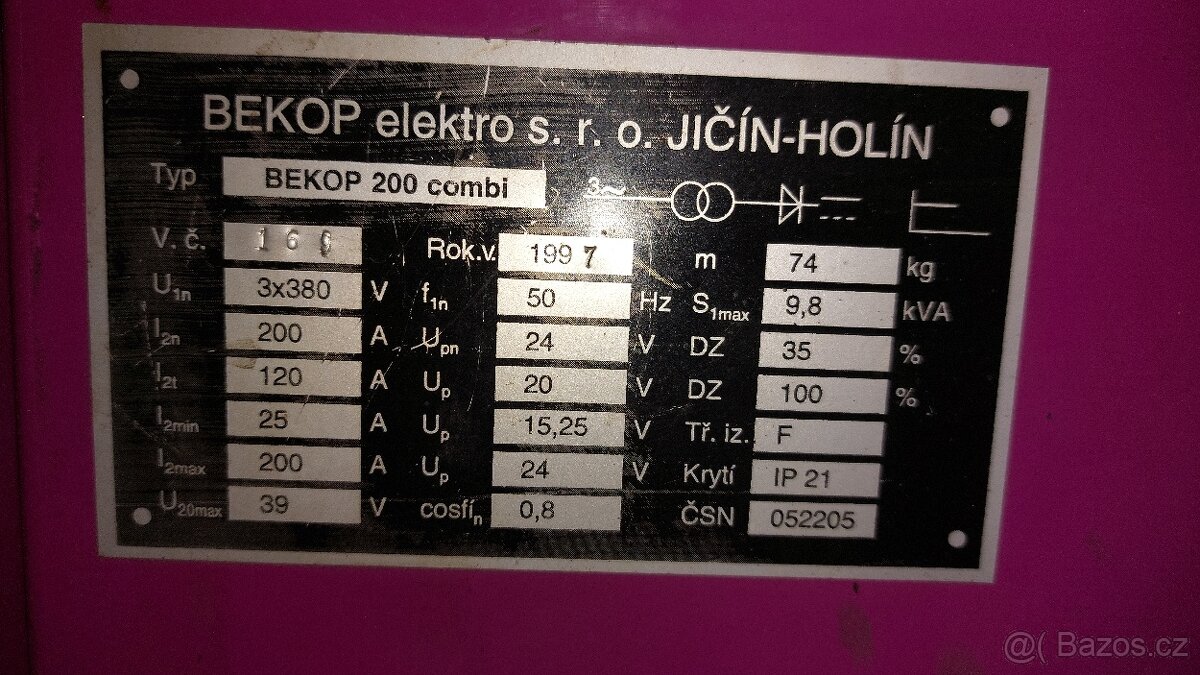 BEKOP elektro s. r. o. JIČÍN-HOLÍN
Typ BEKOP 200 combi 3~
V. č. Rok.v. 1997 m 74 kg
U1n 3x380 V f1n 50 Hz S1max 9,8 kVA
I2n 200 A Upn 24 V DZ 35 %
I2t 120 A Up 20 V DZ 100 %
I2min 25 A Up 15,25 V Tř. iz. F
I2max 200 A Up 24 V Krytí IP 21
U20max 39 V cosfín 0,8 ČSN 052205
@( Bazos.cz